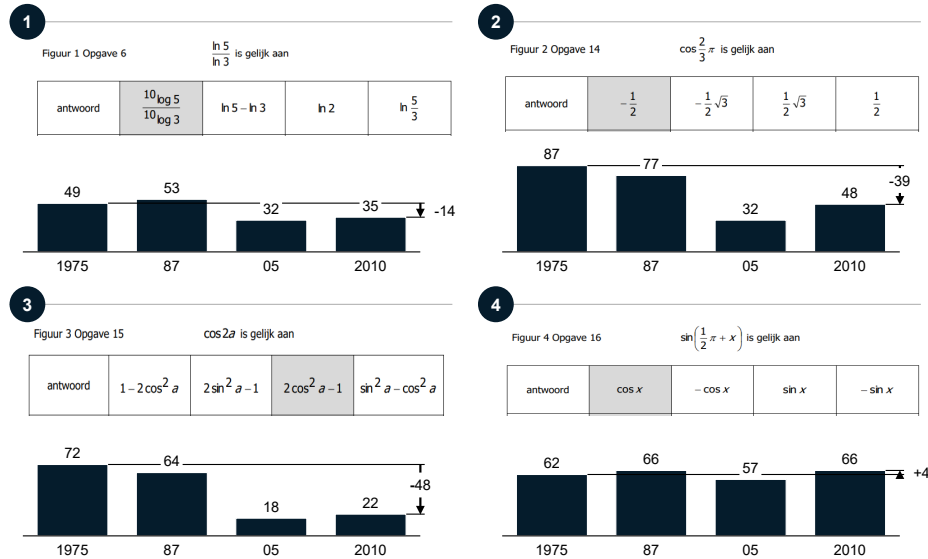 1
Figuur 1 Opgave 6 ln 5 / ln 3 is gelijk aan
antwoord 10log 5 / 10log 3 ln 5 – ln 3 ln 2 ln 5/3
49 53 32 35 -14
1975 87 05 2010
2
Figuur 2 Opgave 14 cos 2/3 π is gelijk aan
antwoord – 1/2 – 1/2 √3 1/2 √3 1/2
87 77 32 48 -39
1975 87 05 2010
3
Figuur 3 Opgave 15 cos 2a is gelijk aan
antwoord 1 – 2 cos² a 2 sin² a – 1 2 cos² a – 1 sin² a – cos² a
72 64 18 22 -48
1975 87 05 2010
4
Figuur 4 Opgave 16 sin(1/2 π + x) is gelijk aan
antwoord cos x – cos x sin x – sin x
62 66 57 66 +4
1975 87 05 2010